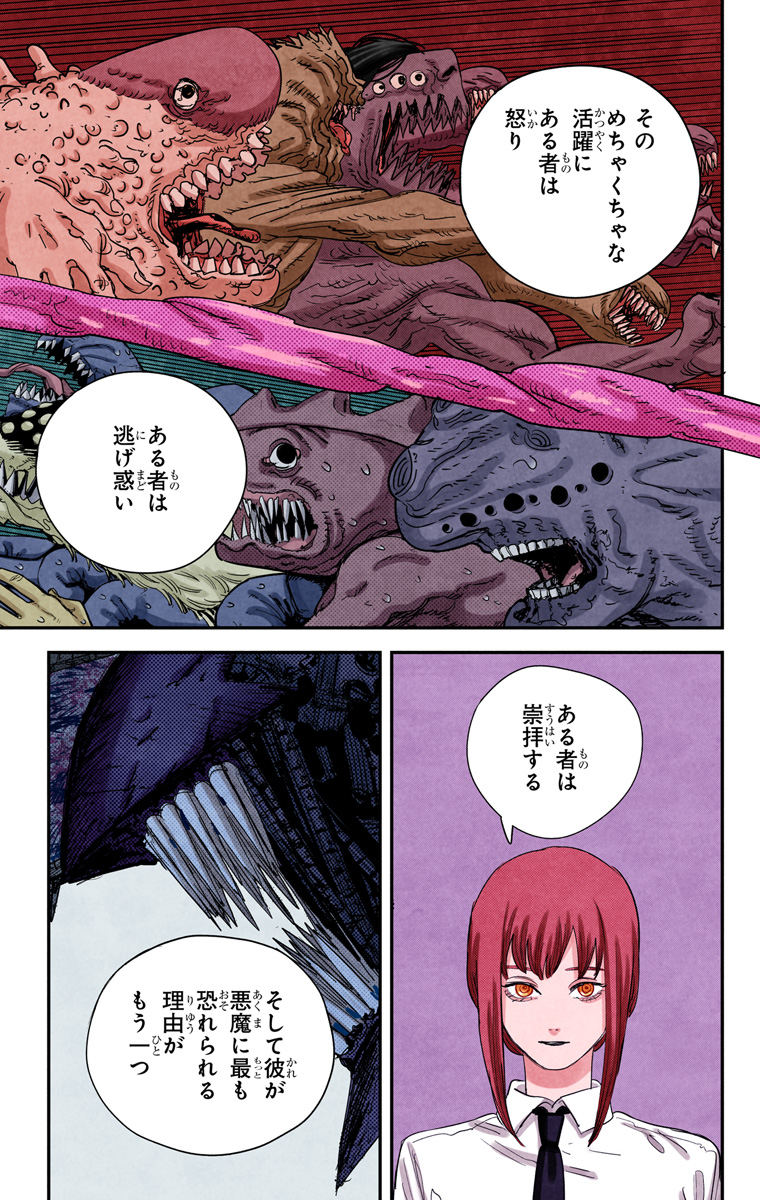 その
めちゃくちゃな
活躍に
ある者は
怒り
ある者は
逃げ惑い
ある者は
崇拝する
そして彼が
悪魔に最も
恐れられる
理由が
もう一つ